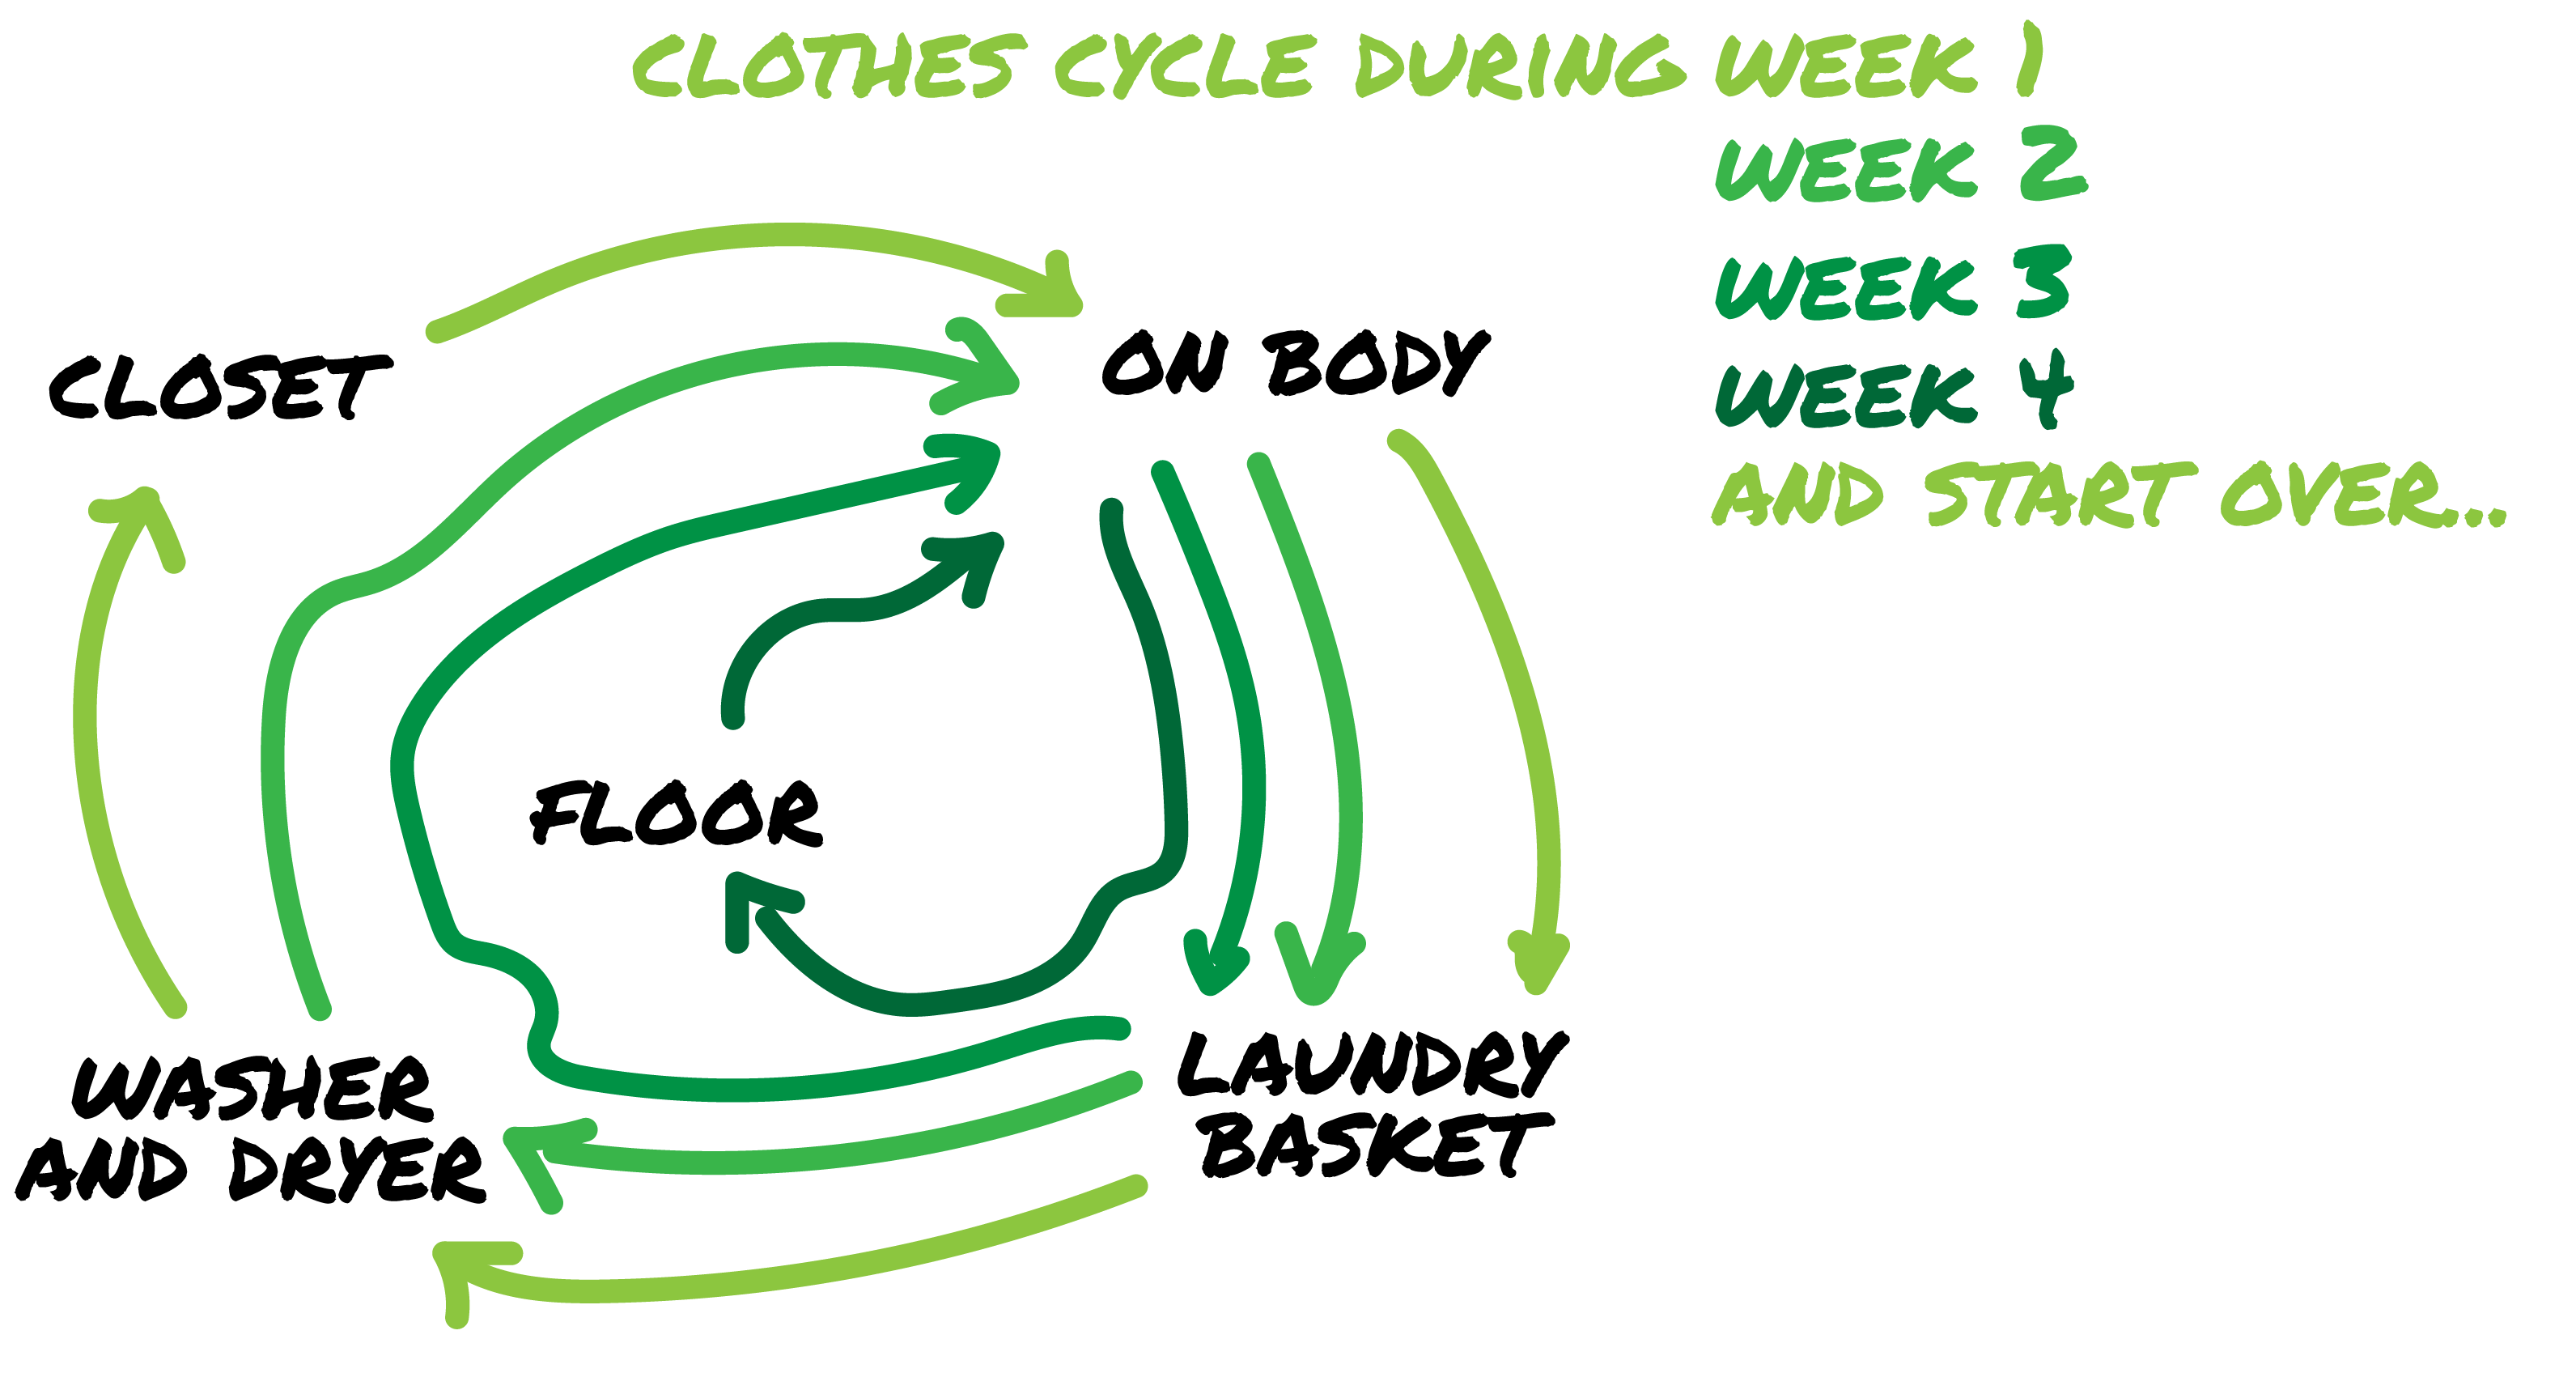 CLOTHES CYCLE DURING WEEK 1
WEEK 2
WEEK 3
WEEK 4
AND START OVER...
CLOSET
ON BODY
FLOOR
WASHER
AND DRYER
LAUNDRY
BASKET